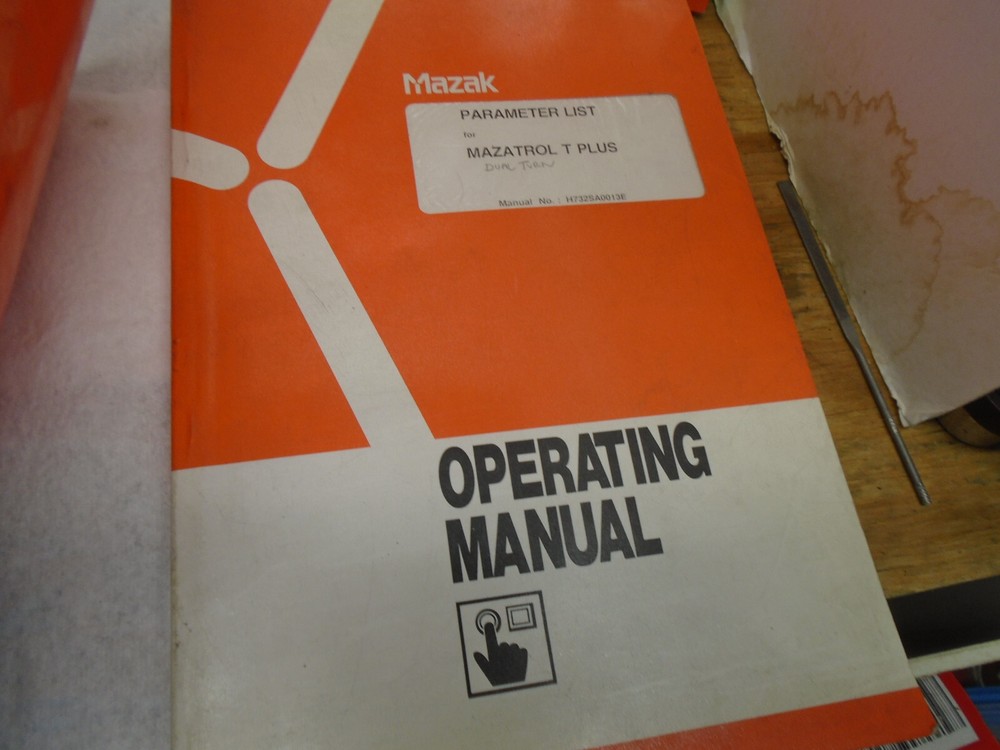 Mazak
PARAMETER LIST
for
MAZATROL T PLUS
DUAL TURN
Manual No. : H732SA0013E
OPERATING
MANUAL